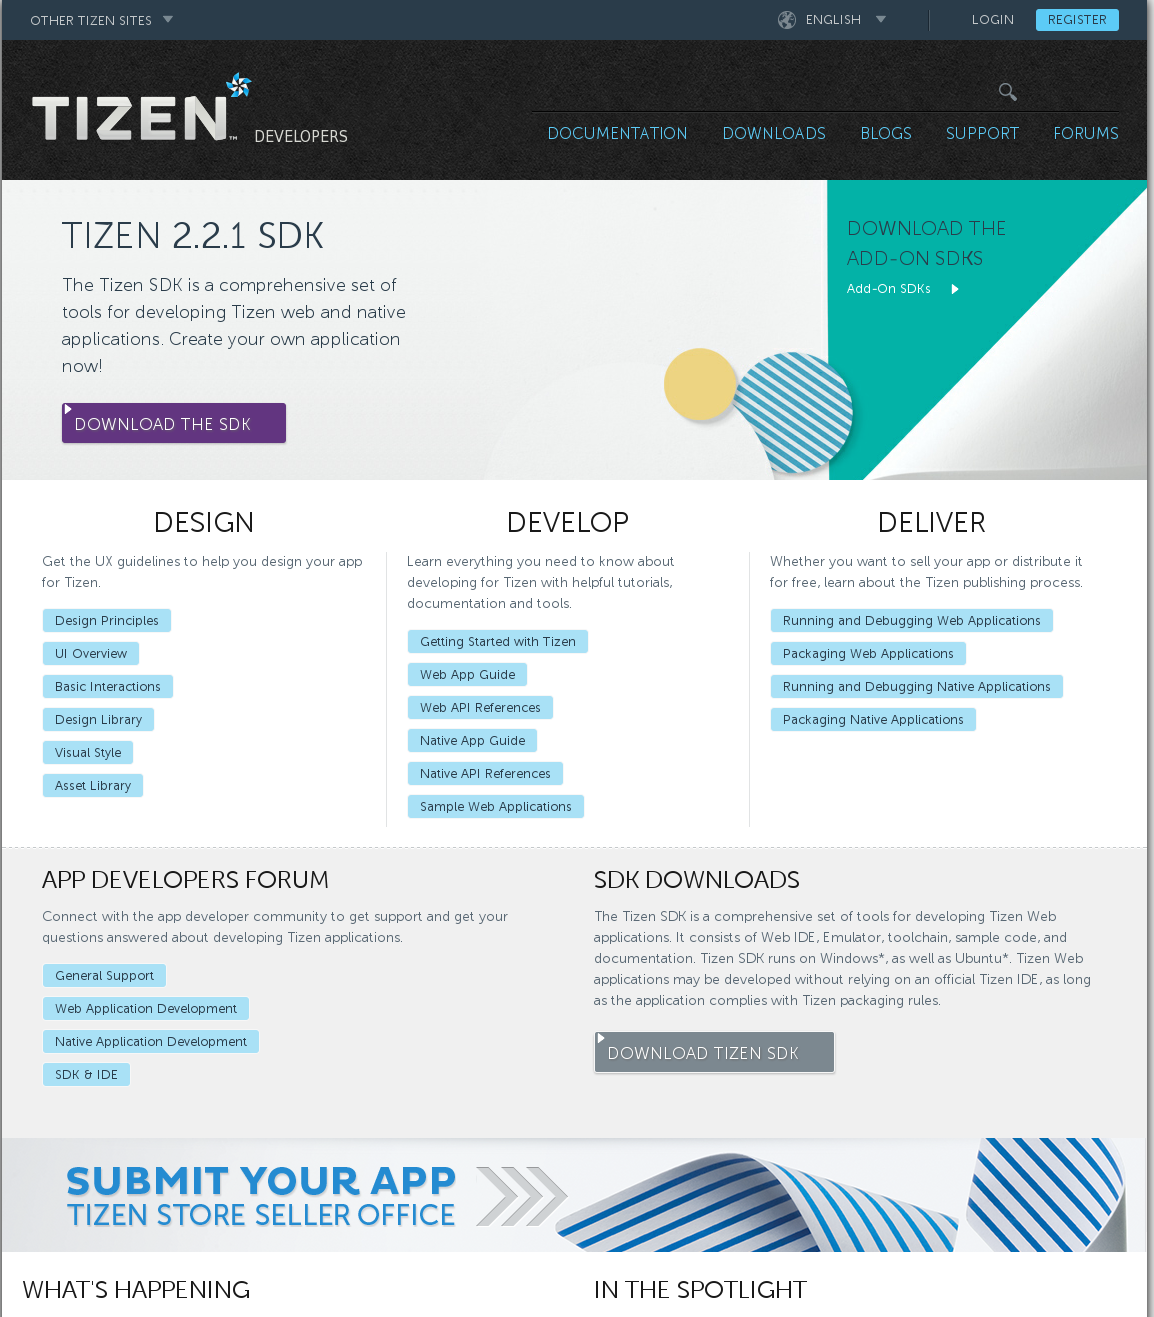 OTHER TIZEN SITES
ENGLISH
LOGIN
REGISTER
TIZEN™ DEVELOPERS
DOCUMENTATION
DOWNLOADS
BLOGS
SUPPORT
FORUMS
TIZEN 2.2.1 SDK
The Tizen SDK is a comprehensive set of
tools for developing Tizen web and native
applications. Create your own application
now!
DOWNLOAD THE SDK
DOWNLOAD THE
ADD-ON SDKS
Add-On SDKs
DESIGN
Get the UX guidelines to help you design your app
for Tizen.
Design Principles
UI Overview
Basic Interactions
Design Library
Visual Style
Asset Library
DEVELOP
Learn everything you need to know about
developing for Tizen with helpful tutorials,
documentation and tools.
Getting Started with Tizen
Web App Guide
Web API References
Native App Guide
Native API References
Sample Web Applications
DELIVER
Whether you want to sell your app or distribute it
for free, learn about the Tizen publishing process.
Running and Debugging Web Applications
Packaging Web Applications
Running and Debugging Native Applications
Packaging Native Applications
APP DEVELOPERS FORUM
Connect with the app developer community to get support and get your
questions answered about developing Tizen applications.
General Support
Web Application Development
Native Application Development
SDK & IDE
SDK DOWNLOADS
The Tizen SDK is a comprehensive set of tools for developing Tizen Web
applications. It consists of Web IDE, Emulator, toolchain, sample code, and
documentation. Tizen SDK runs on Windows*, as well as Ubuntu*. Tizen Web
applications may be developed without relying on an official Tizen IDE, as long
as the application complies with Tizen packaging rules.
DOWNLOAD TIZEN SDK
SUBMIT YOUR APP
TIZEN STORE SELLER OFFICE
WHAT'S HAPPENING
IN THE SPOTLIGHT